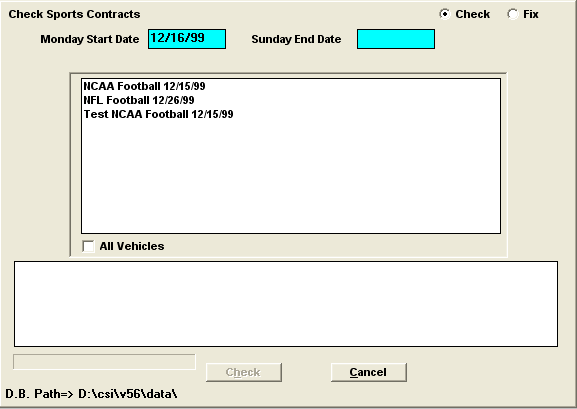 Check Sports Contracts
Check
Fix
Monday Start Date
12/16/99
Sunday End Date
NCAA Football 12/15/99
NFL Football 12/26/99
Test NCAA Football 12/15/99
All Vehicles
Check
Cancel
D.B. Path=> D:\csi\v56\data\